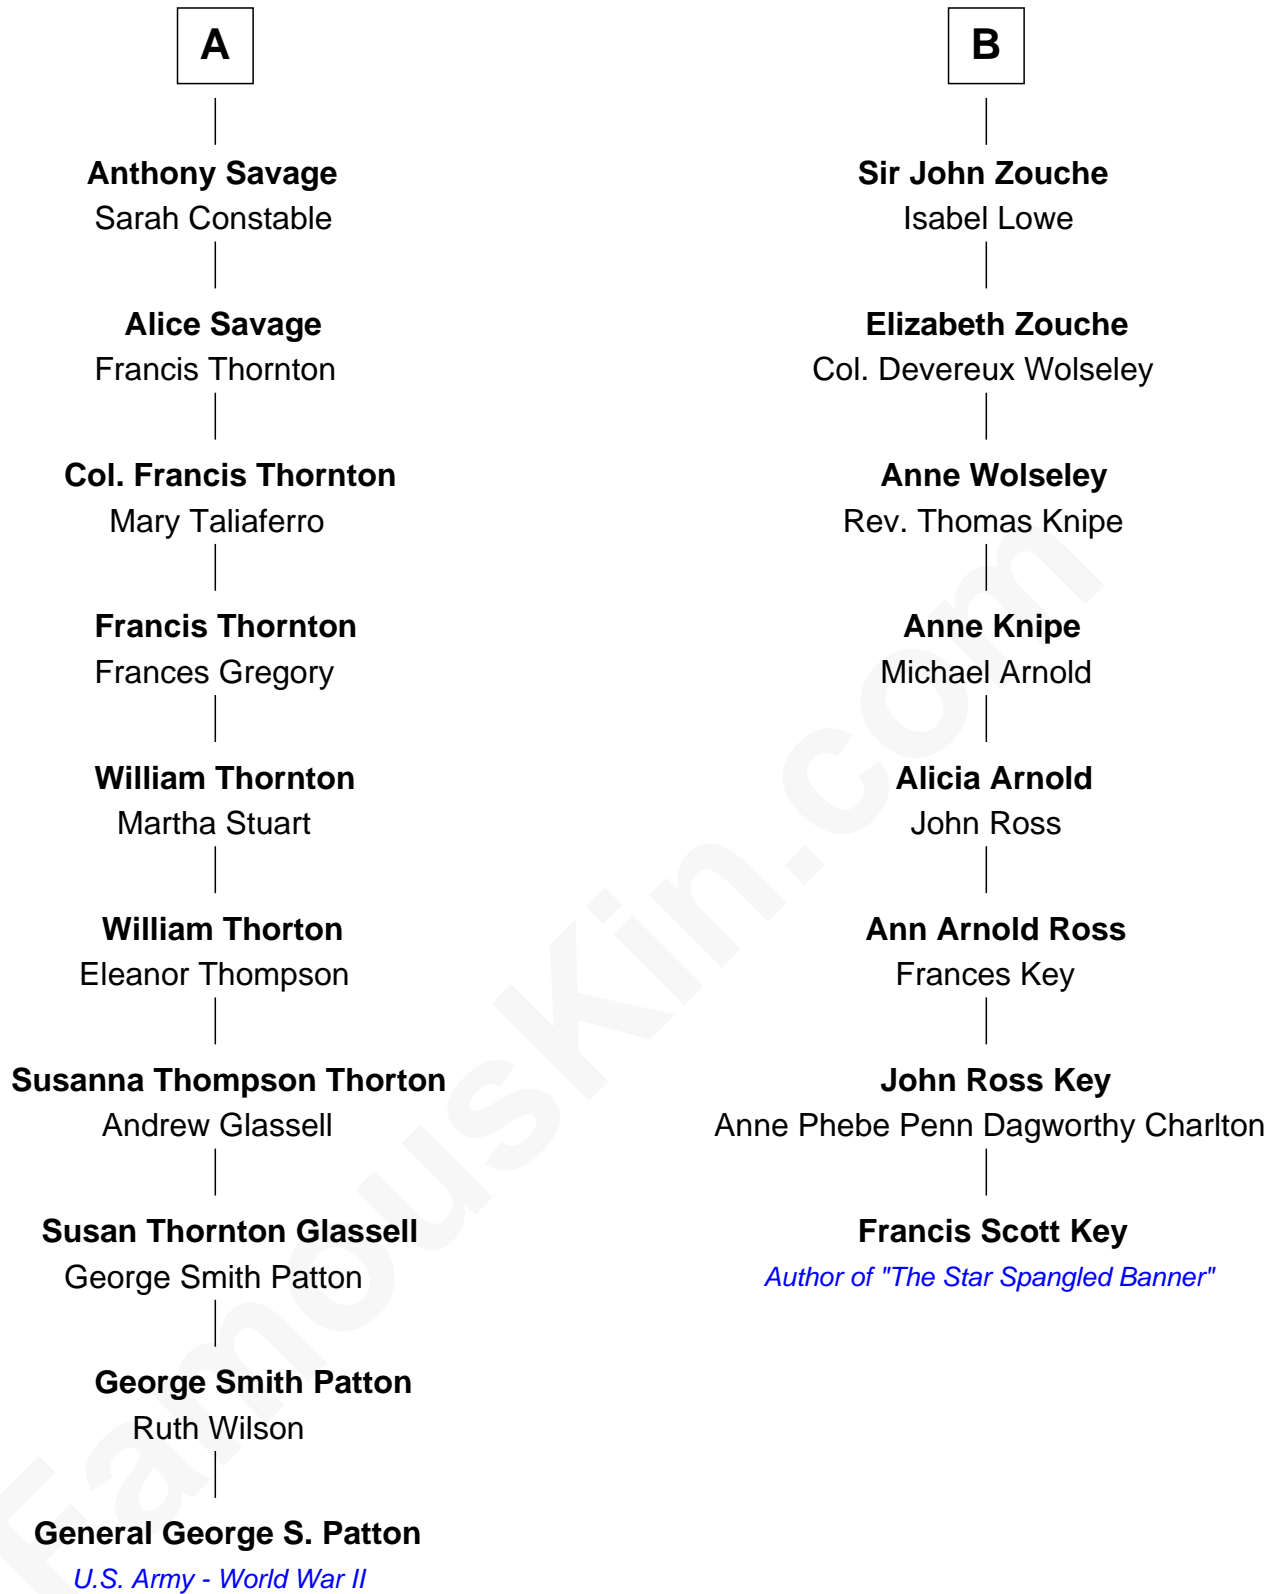 A
Anthony Savage
Sarah Constable
Alice Savage
Francis Thornton
Col. Francis Thornton
Mary Taliaferro
Francis Thornton
Frances Gregory
William Thornton
Martha Stuart
William Thorton
Eleanor Thompson
Susanna Thompson Thorton
Andrew Glassell
Susan Thornton Glassell
George Smith Patton
George Smith Patton
Ruth Wilson
General George S. Patton
U.S. Army - World War II
B
Sir John Zouche
Isabel Lowe
Elizabeth Zouche
Col. Devereux Wolseley
Anne Wolseley
Rev. Thomas Knipe
Anne Knipe
Michael Arnold
Alicia Arnold
John Ross
Ann Arnold Ross
Frances Key
John Ross Key
Anne Phebe Penn Dagworthy Charlton
Francis Scott Key
Author of "The Star Spangled Banner"
FamousKin.com